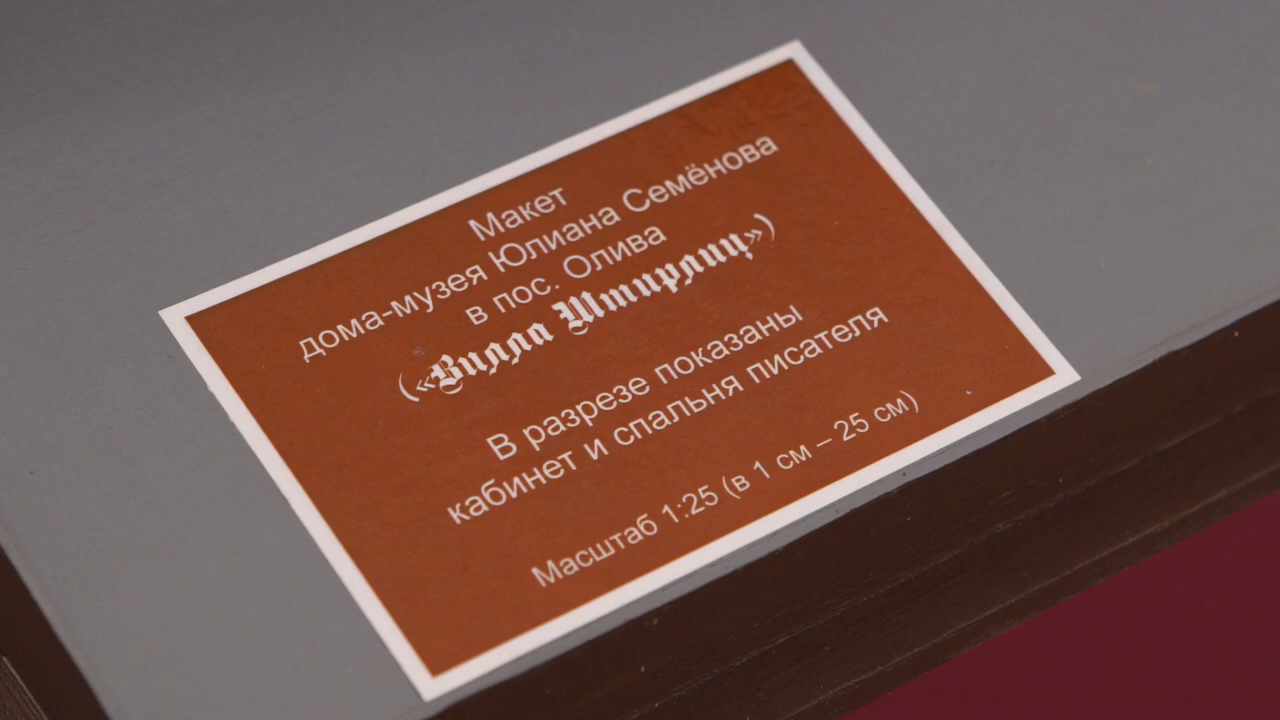 Макет
дома-музея Юлиана Семёнова
в пос. Олива
(«Вилла Штирлиц»)
В разрезе показаны
кабинет и спальня писателя
Масштаб 1:25 (в 1 см – 25 см)